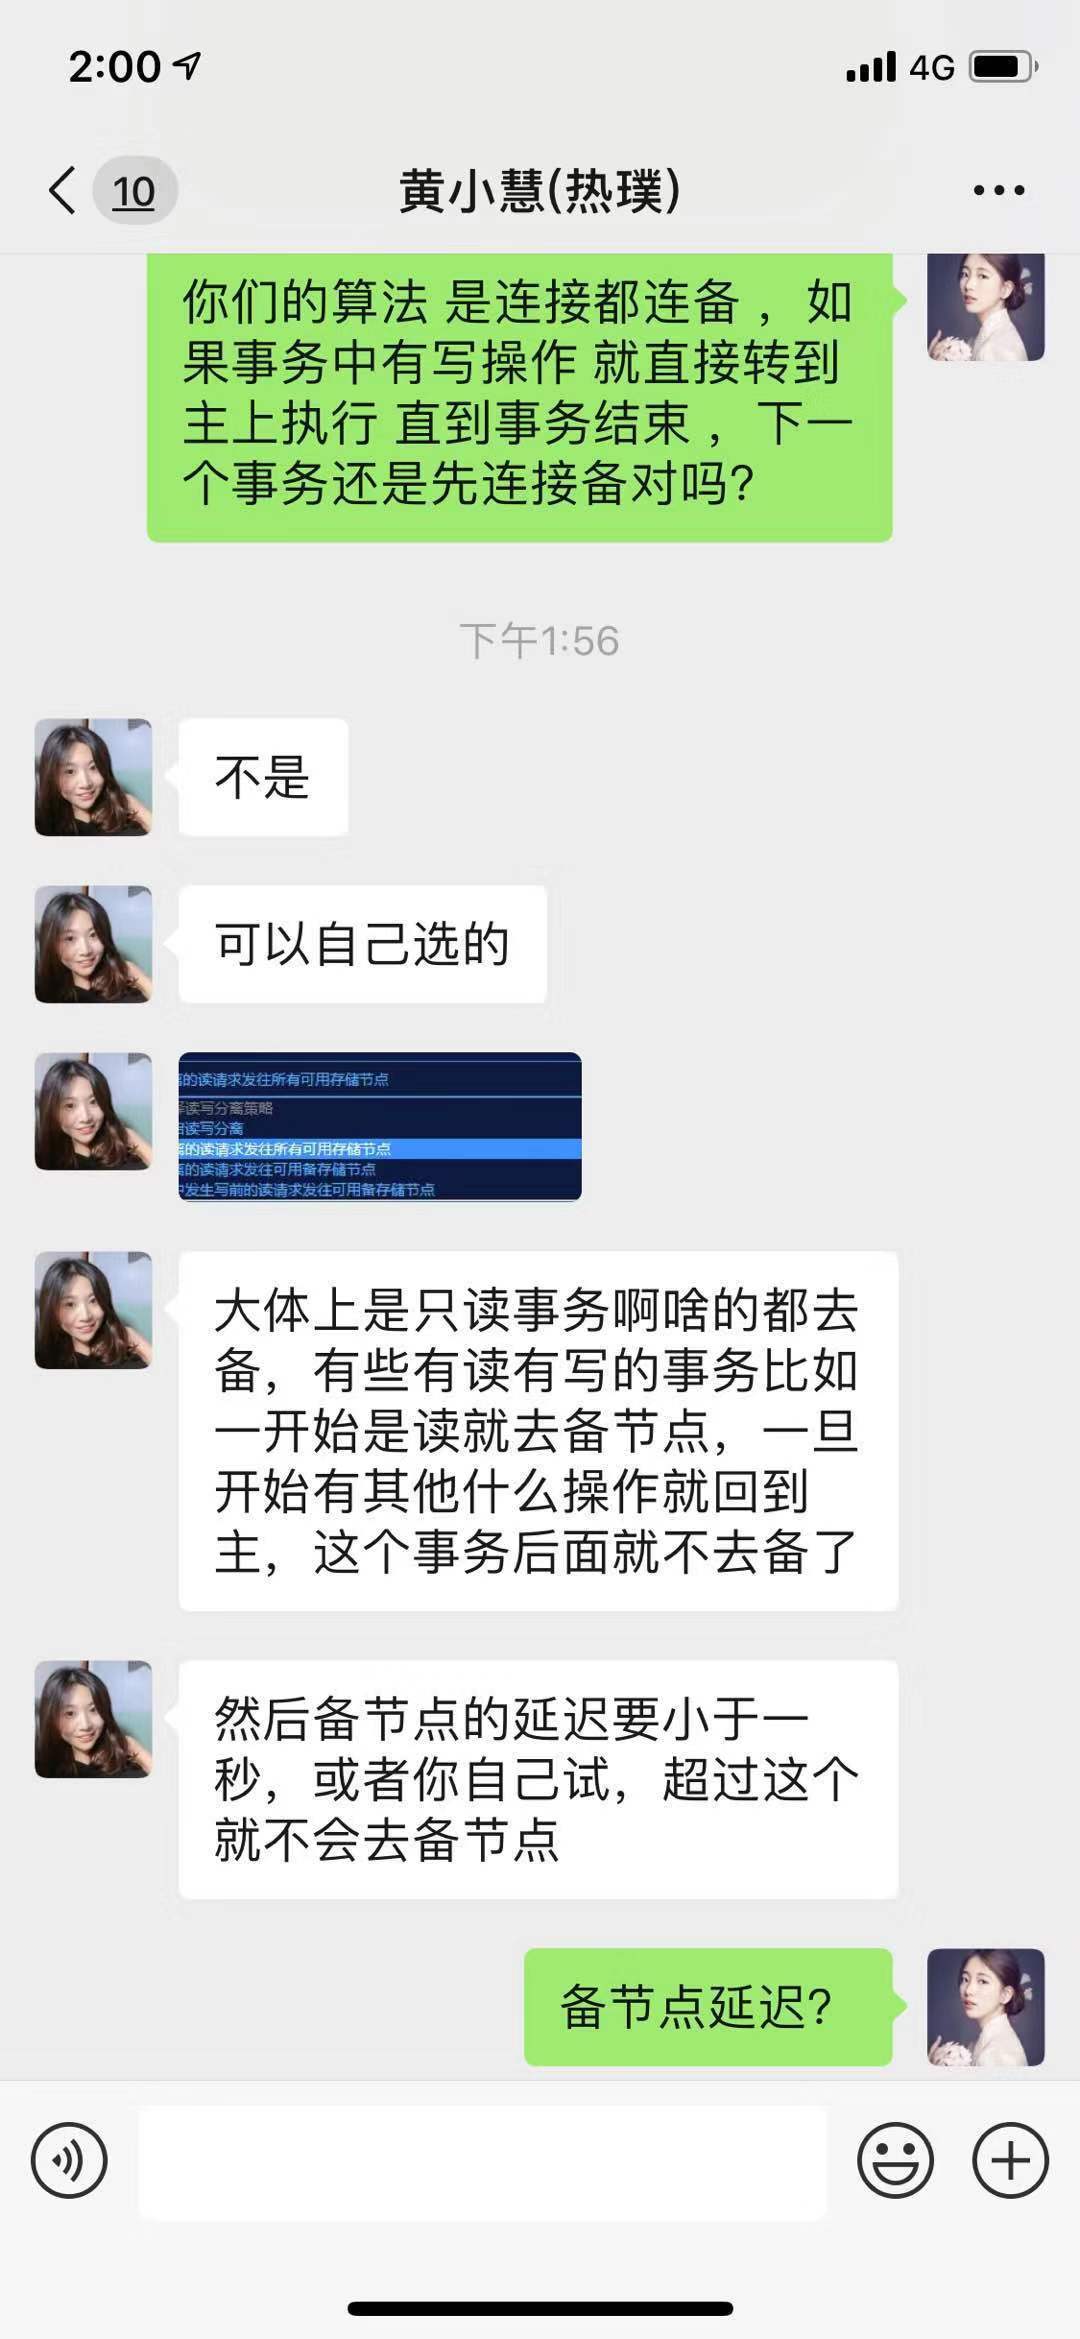 2:00
4G
10
黄小慧(热璞)
你们的算法 是连接都连备 ，如
果事务中有写操作 就直接转到
主上执行 直到事务结束 ，下一
个事务还是先连接备对吗?
下午1:56
不是
可以自己选的
的读请求发往所有可用存储节点
读写分离策略
读写分离
的读请求发往所有可用存储节点
的读请求发往可用备存储节点
发生写前的读请求发往可用备存储节点
大体上是只读事务啊啥的都去
备，有些有读有写的事务比如
一开始是读就去备节点，一旦
开始有其他什么操作就回到
主，这个事务后面就不去备了
然后备节点的延迟要小于一
秒，或者你自己试，超过这个
就不会去备节点
备节点延迟?